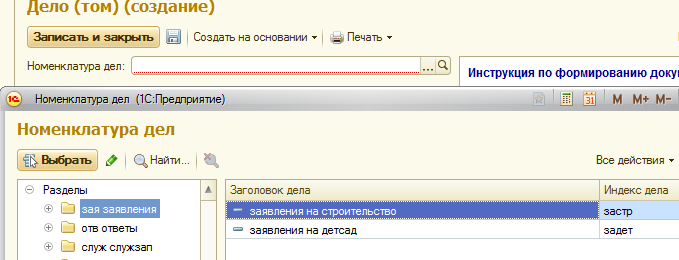 Дело (том) (создание)
Записать и закрыть Создать на основании Печать
Номенклатура дел: ...
Инструкция по формированию доку
1С Номенклатура дел (1С:Предприятие) 31 M M+ M-
Номенклатура дел
Выбрать Найти... Все действия
Разделы
зая заявления
отв ответы
служ служзап
Заголовок дела Индекс дела
заявления на строительство застр
заявления на детсад задет